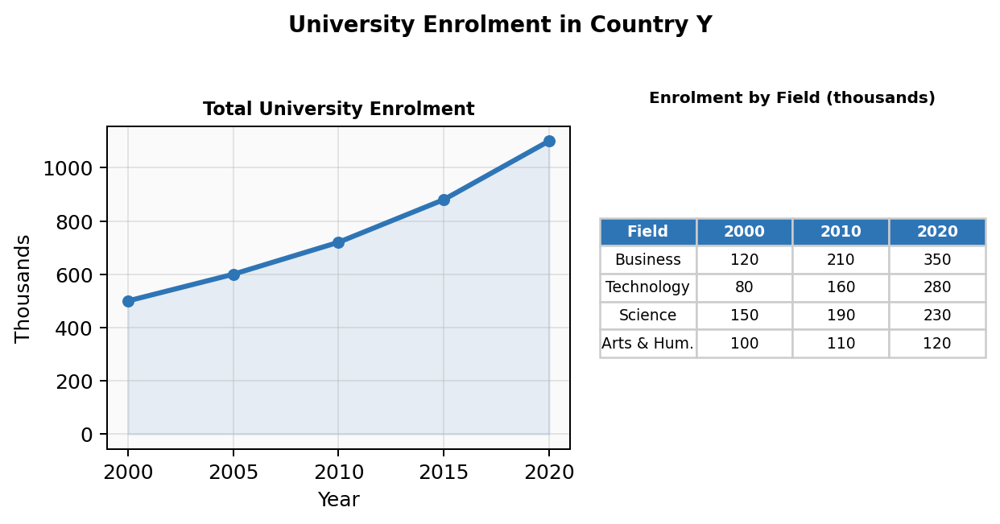 University Enrolment in Country Y
Total University Enrolment
Thousands
1000
800
600
400
200
0
2000 2005 2010 2015 2020
Year
Enrolment by Field (thousands)
Field 2000 2010 2020
Business 120 210 350
Technology 80 160 280
Science 150 190 230
Arts & Hum. 100 110 120